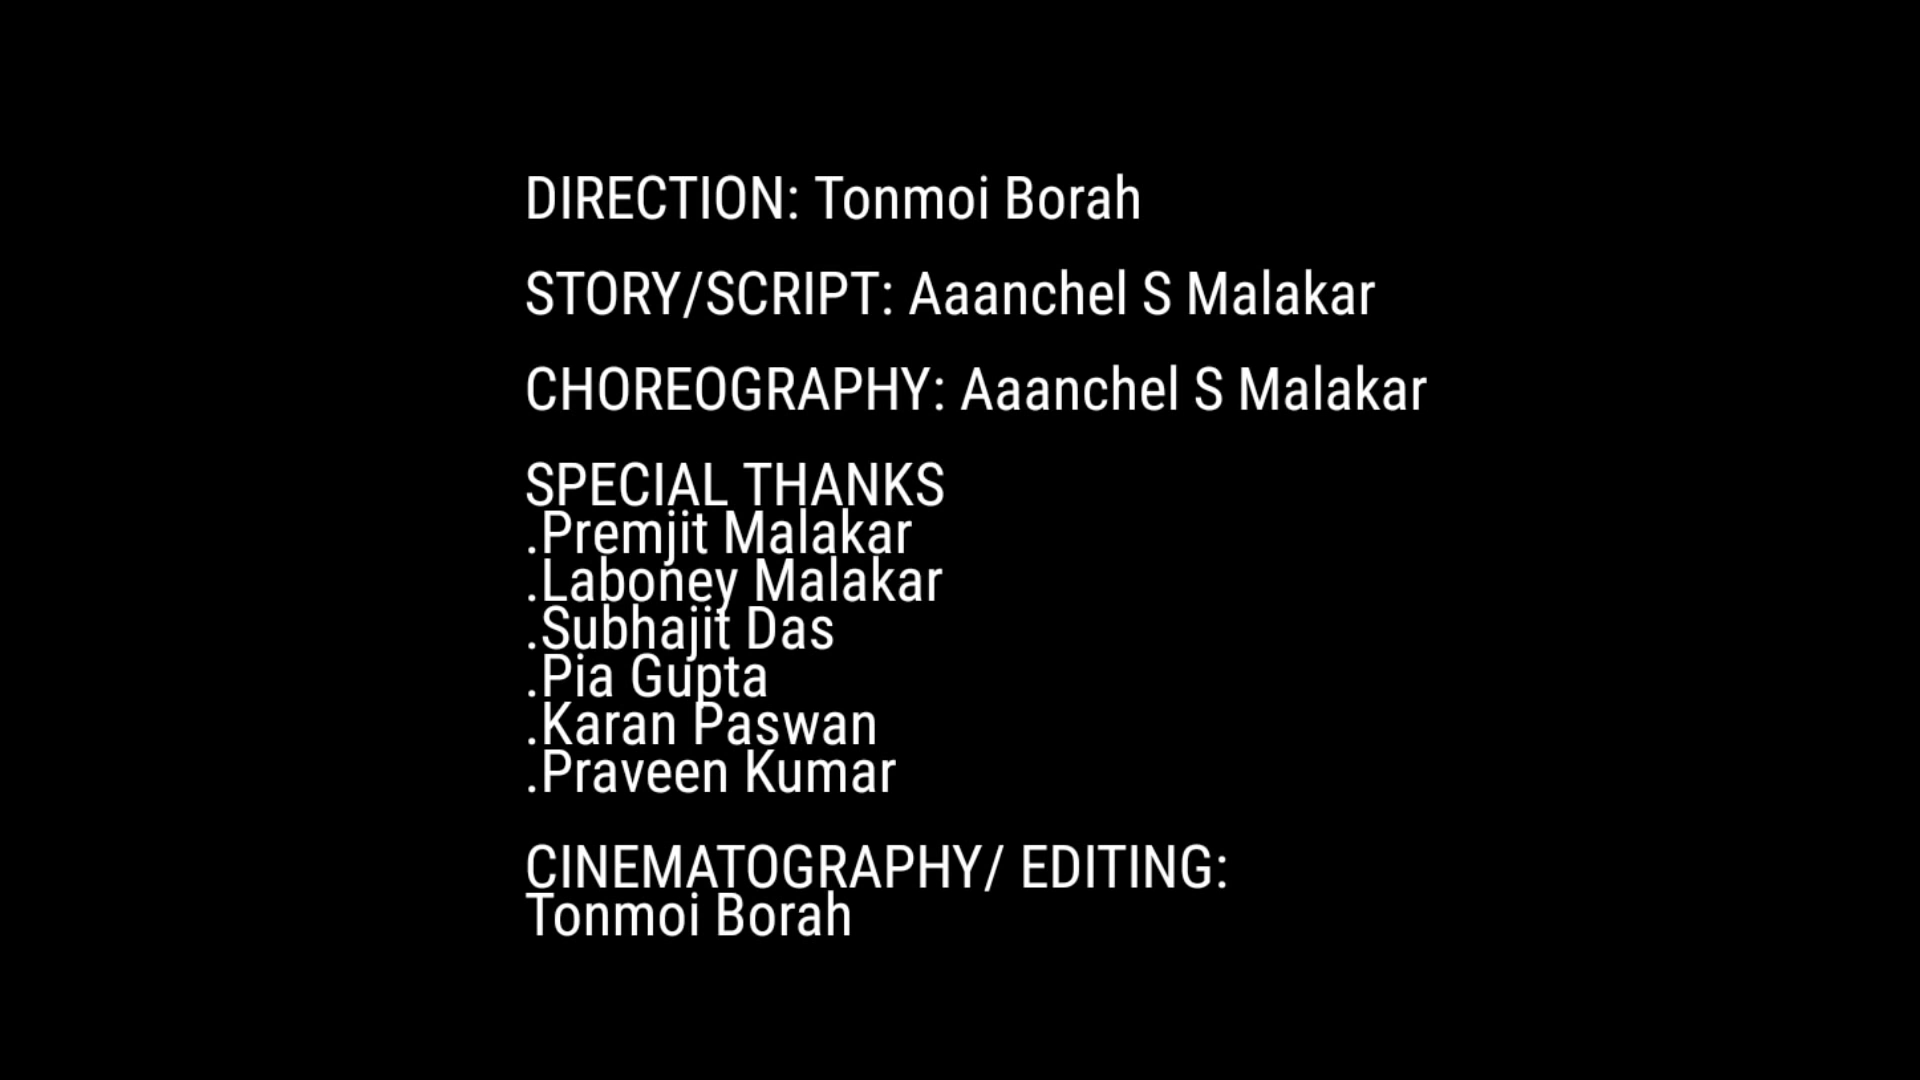 DIRECTION: Tonmoi Borah
STORY/SCRIPT: Aaanchel S Malakar
CHOREOGRAPHY: Aaanchel S Malakar
SPECIAL THANKS
.Premjit Malakar
.Laboney Malakar
.Subhajit Das
.Pia Gupta
.Karan Paswan
.Praveen Kumar
CINEMATOGRAPHY/ EDITING:
Tonmoi Borah